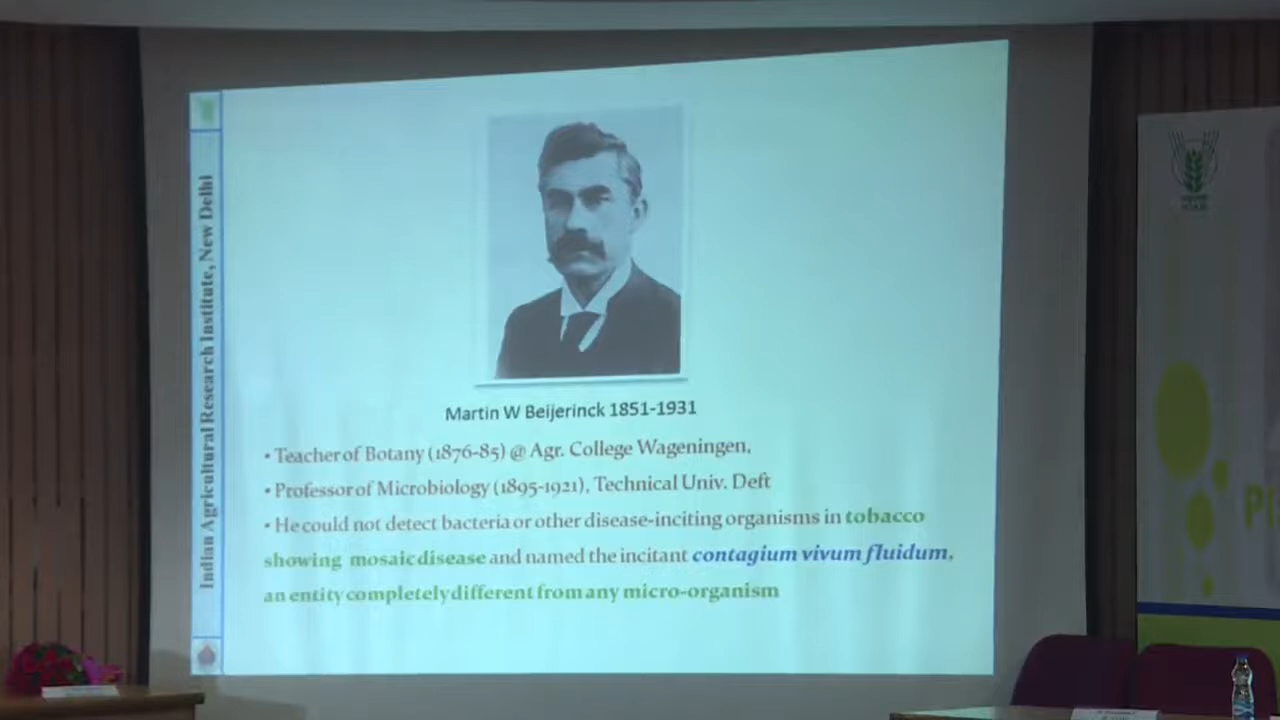 Indian Agricultural Research Institute, New Delhi
Martin W Beijerinck 1851-1931
• Teacher of Botany (1876-85) @ Agr. College Wageningen,
• Professor of Microbiology (1895-1921), Technical Univ. Deft
• He could not detect bacteria or other disease-inciting organisms in tobacco
showing mosaic disease and named the incitant contagium vivum fluidum,
an entity completely different from any micro-organism